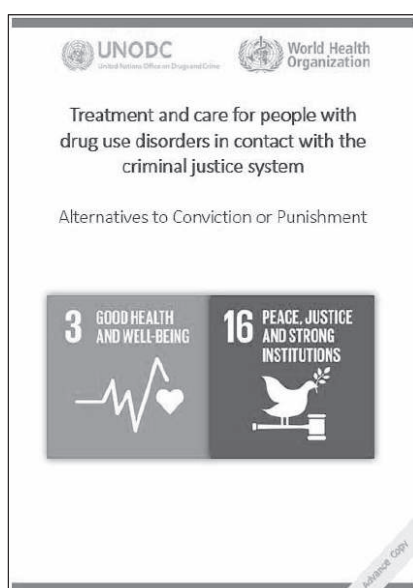 UNODC
United Nations Office on Drugs and Crime
World Health
Organization
Treatment and care for people with
drug use disorders in contact with the
criminal justice system
Alternatives to Conviction or Punishment
3 GOOD HEALTH
AND WELL-BEING
16 PEACE, JUSTICE
AND STRONG
INSTITUTIONS
Advance Copy